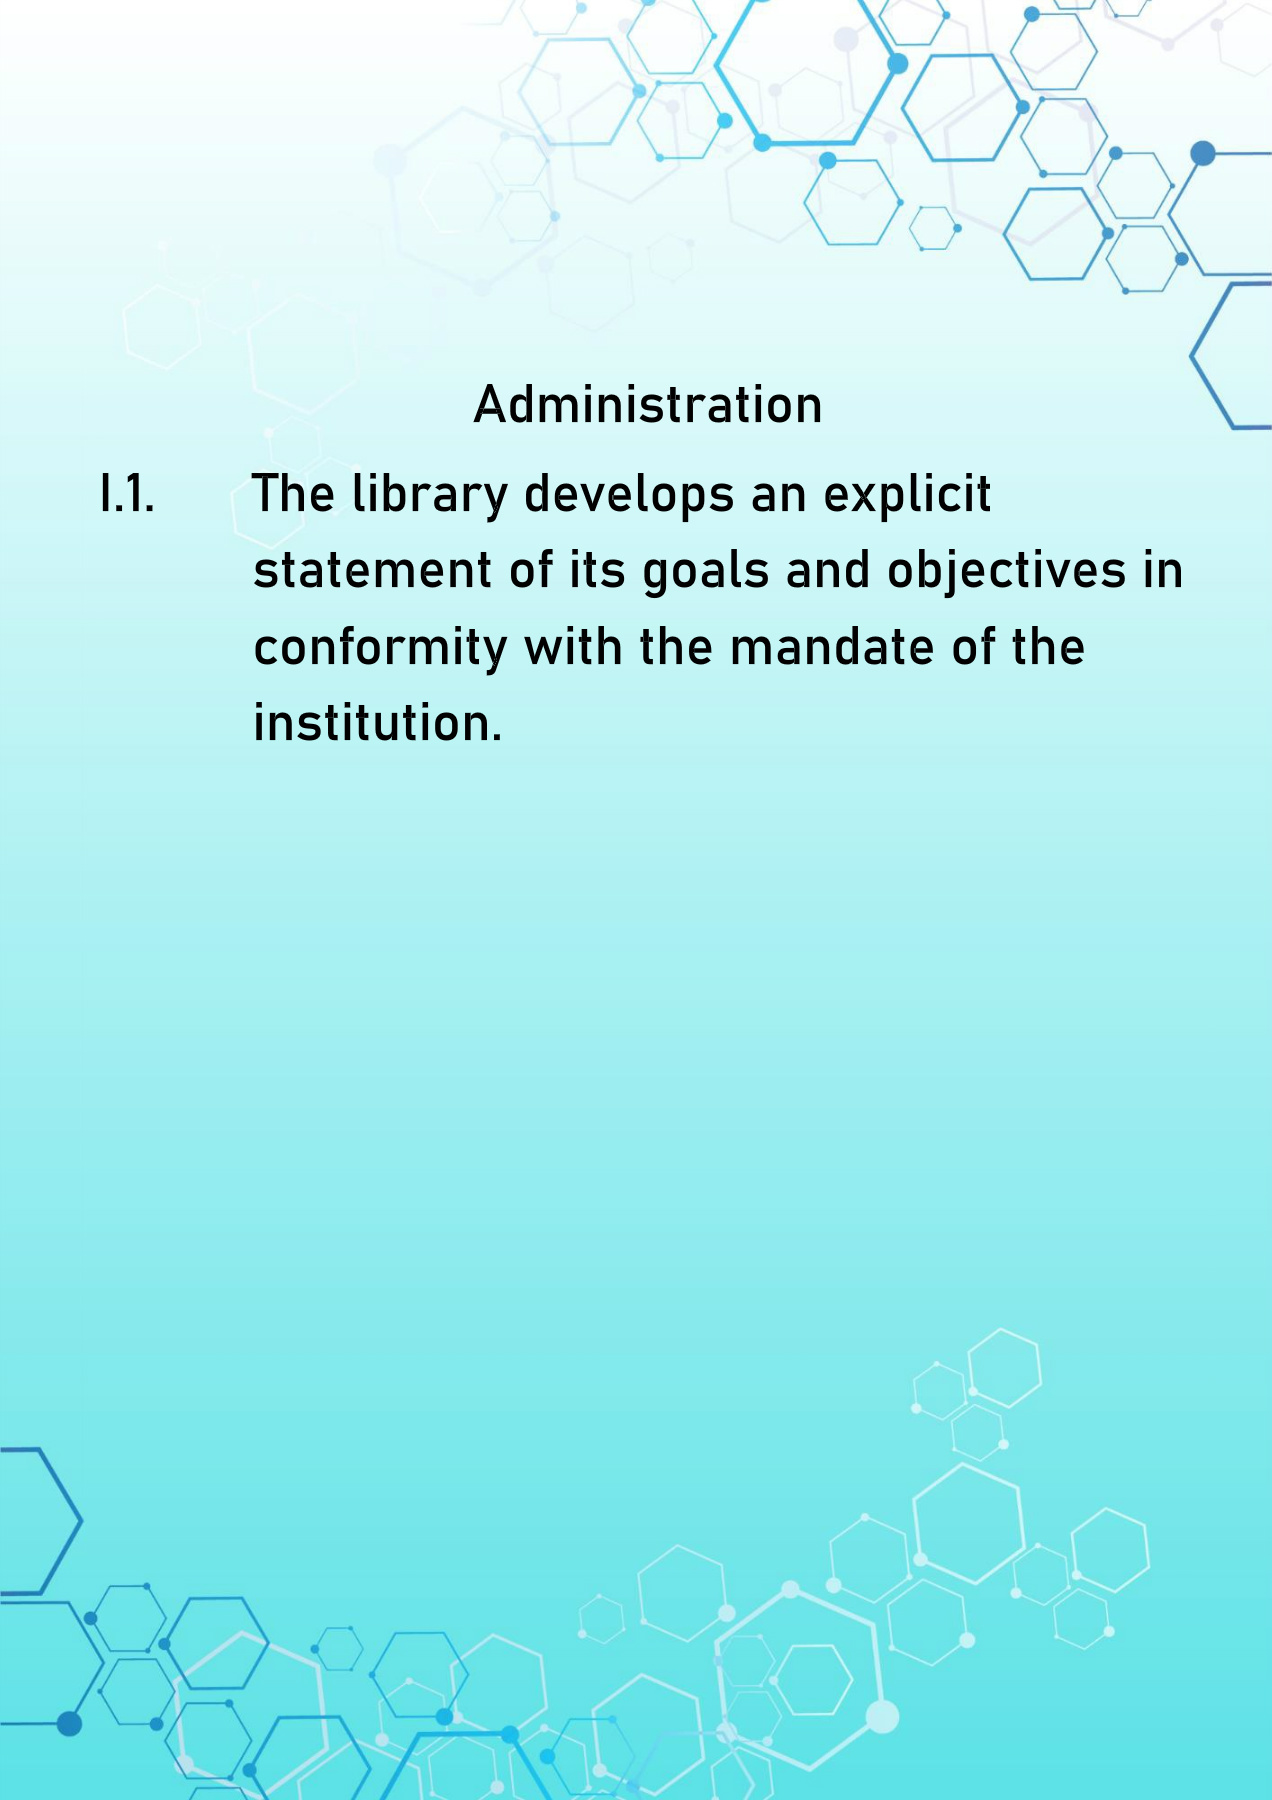 Administration
I.1. The library develops an explicit
statement of its goals and objectives in
conformity with the mandate of the
institution.